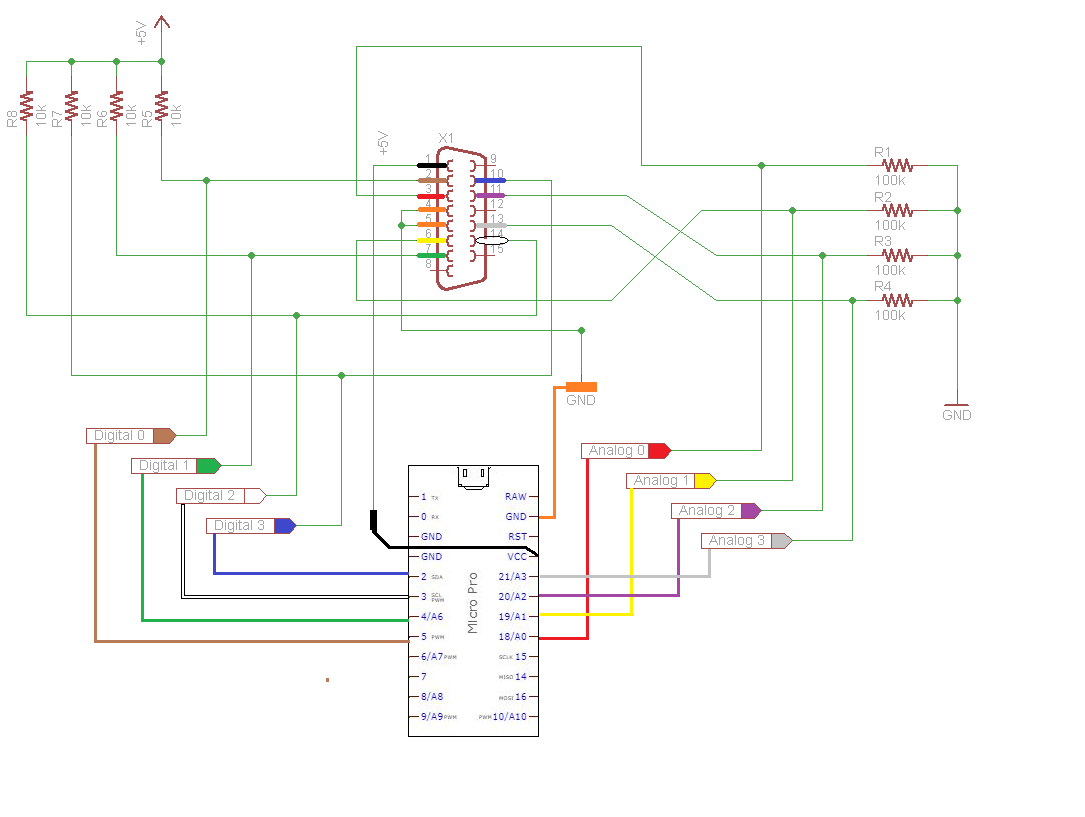 +5V
R8
10k
R7
10k
R6
10k
R5
10k
+5V
X1
1
2
3
4
5
6
7
8
9
10
11
12
13
14
15
R1
100k
R2
100k
R3
100k
R4
100k
GND
GND
Digital 0
Digital 1
Digital 2
Digital 3
Analog 0
Analog 1
Analog 2
Analog 3
Micro Pro
1 TX
0 RX
GND
GND
2 SDA
3 SCL PWM
4/A6
5 PWM
6/A7 PWM
7
8/A8
9/A9 PWM
RAW
GND
RST
VCC
21/A3
20/A2
19/A1
18/A0
SCLK 15
MISO 14
MOSI 16
PWM 10/A10